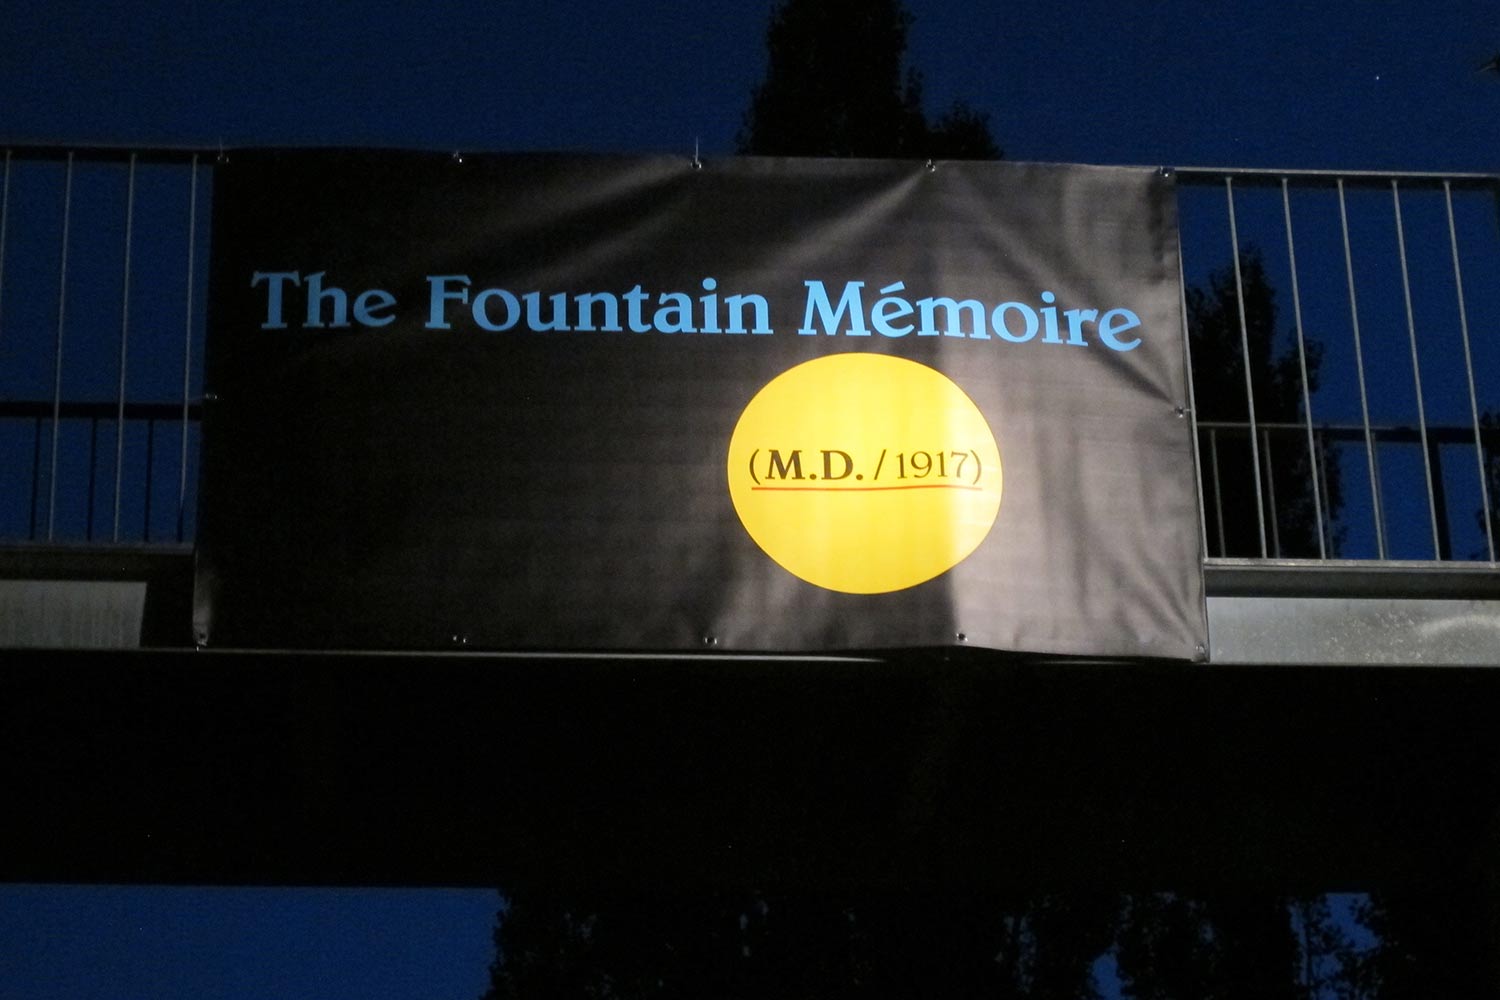 The Fountain Mémoire
(M.D. / 1917)